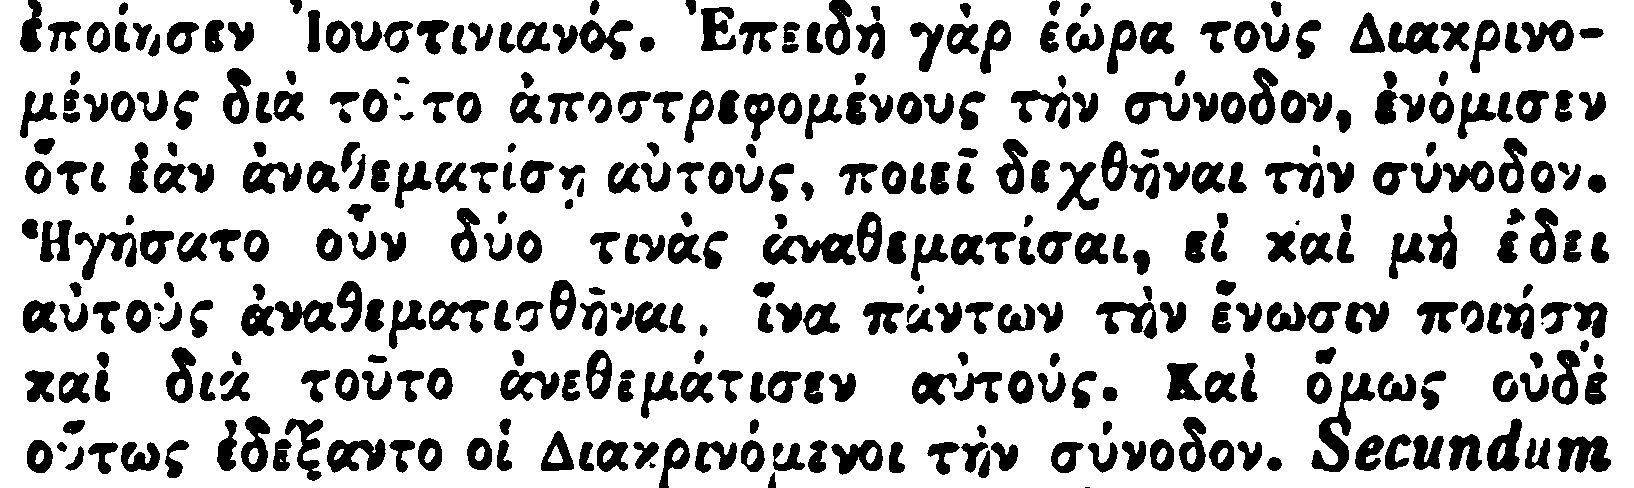 ἐποίησεν Ἰουστινιανός. Ἐπειδὴ γὰρ ἑώρα τοὺς Διακρινο-
μένους διὰ τοῦτο ἀποστρεφομένους τὴν σύνοδον, ἐνόμισεν
ὅτι ἐὰν ἀναθεματίσῃ αὐτοὺς, ποιεῖ δεχθῆναι τὴν σύνοδον.
Ἡγήσατο οὖν δύο τινὰς ἀναθεματίσαι, εἰ καὶ μὴ ἔδει
αὐτοὺς ἀναθεματισθῆναι, ἵνα πάντων τὴν ἕνωσιν ποιήσῃ
καὶ διὰ τοῦτο ἀνεθεμάτισεν αὐτούς. Καὶ ὅμως οὐδὲ
οὕτως ἐδέξαντο οἱ Διακρινόμενοι τὴν σύνοδον. Secundum